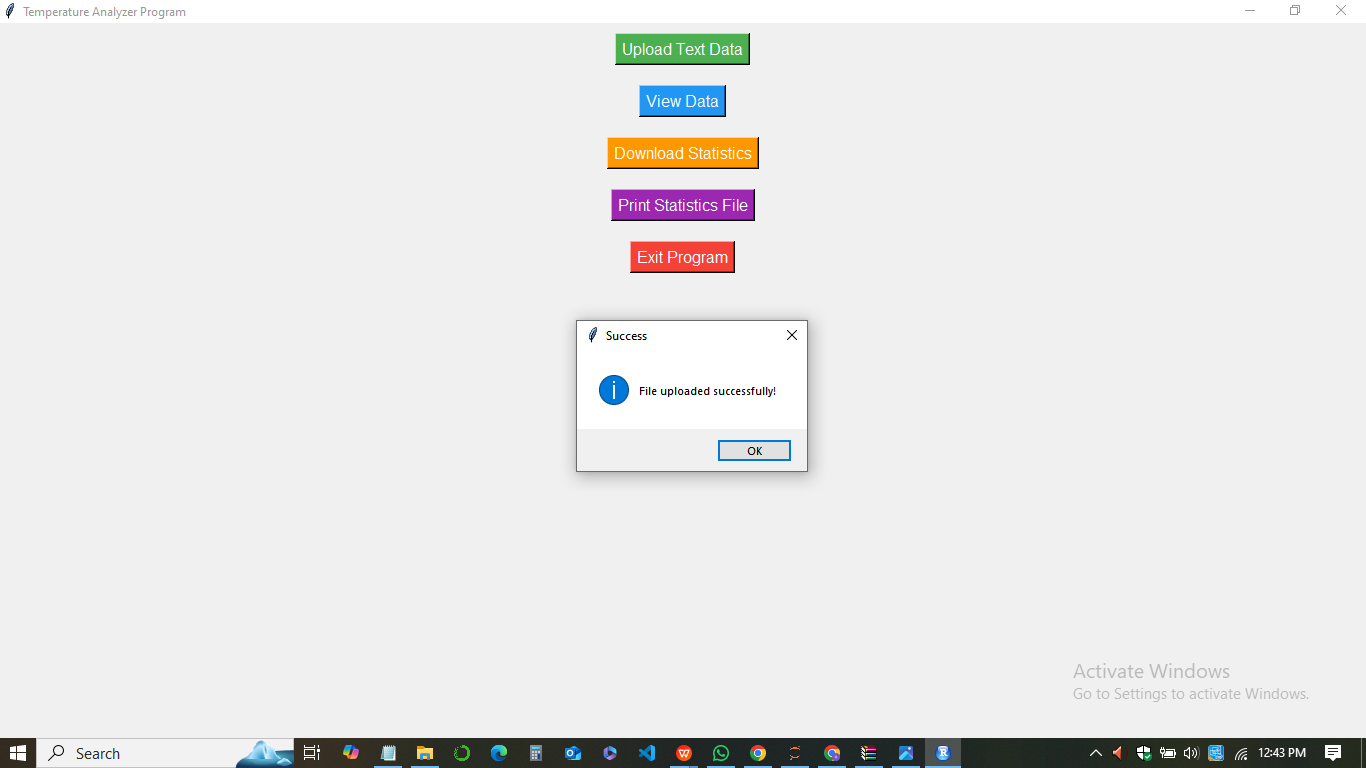 Temperature Analyzer Program
Upload Text Data
View Data
Download Statistics
Print Statistics File
Exit Program
Success
File uploaded successfully!
OK
Activate Windows
Go to Settings to activate Windows.
Search
12:43 PM